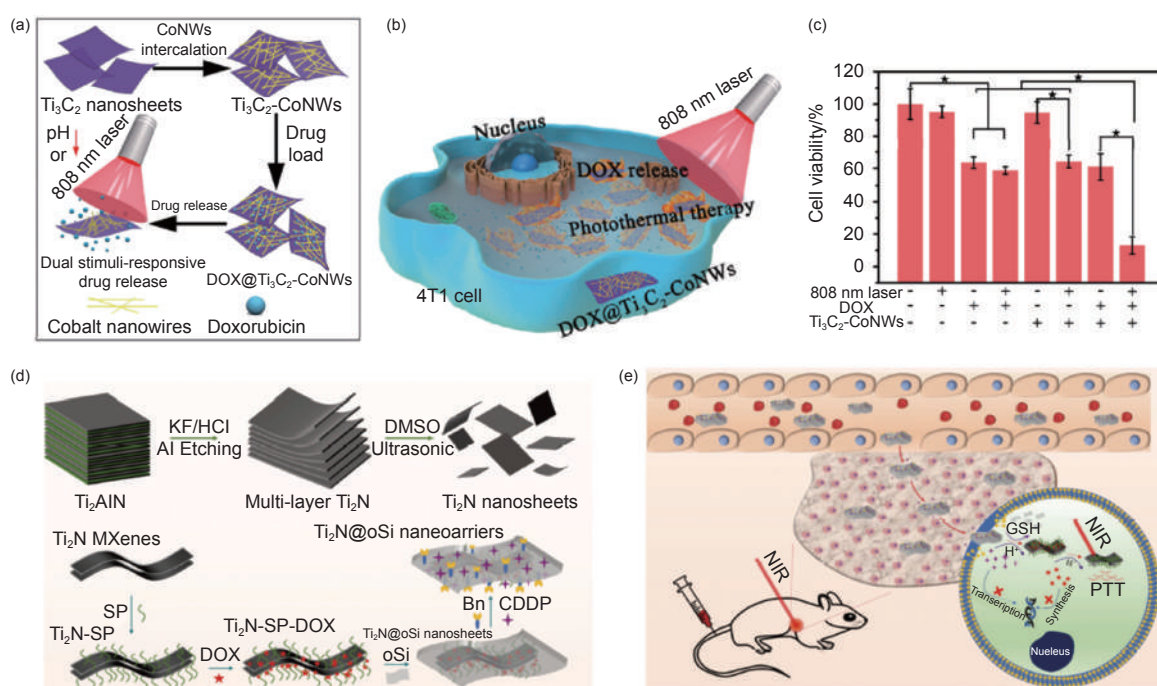 (a)
CoNWs
intercalation
Ti₃C₂ nanosheets
Ti₃C₂-CoNWs
pH
or
808 nm laser
Drug
load
Drug release
Dual stimuli-responsive
drug release
DOX@Ti₃C₂-CoNWs
Cobalt nanowires
Doxorubicin
(b)
808 nm laser
Nucleus
DOX release
Photothermal therapy
4T1 cell
DOX@Ti₃C₂-CoNWs
(c)
Cell viability/%
120
100
80
60
40
20
0
808 nm laser - + - + - + - +
DOX - - + + - - + +
Ti₃C₂-CoNWs - - - - + + + +
(d)
KF/HCl
Al Etching
DMSO
Ultrasonic
Ti₂AlN
Multi-layer Ti₂N
Ti₂N nanosheets
Ti₂N MXenes
Ti₂N@oSi naneoarriers
SP
Bn
CDDP
Ti₂N-SP
Ti₂N-SP-DOX
Ti₂N@oSi nanosheets
DOX
oSi
(e)
GSH
H⁺
H⁺
NIR
PTT
Transeription
Synthesis
Nueleus
NIR